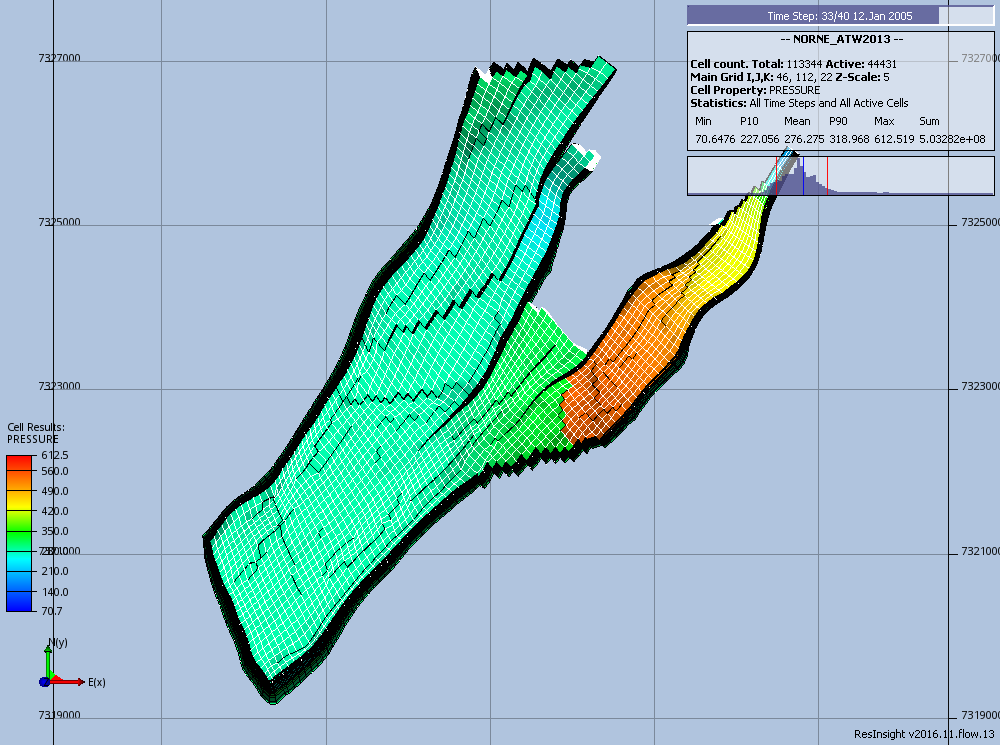 Time Step: 33/40 12.Jan 2005
-- NORNE_ATW2013 --
Cell count. Total: 113344 Active: 44431
Main Grid I,J,K: 46, 112, 22 Z-Scale: 5
Cell Property: PRESSURE
Statistics: All Time Steps and All Active Cells
Min P10 Mean P90 Max Sum
70.6476 227.056 276.275 318.968 612.519 5.03282e+08
7327000 7327000
7325000 7325000
7323000 7323000
Cell Results:
PRESSURE
612.5
560.0
490.0
420.0
350.0
7321000
210.0
140.0
70.7
7321000
N(y)
E(x)
7319000 7319000
ResInsight v2016.11.flow.13